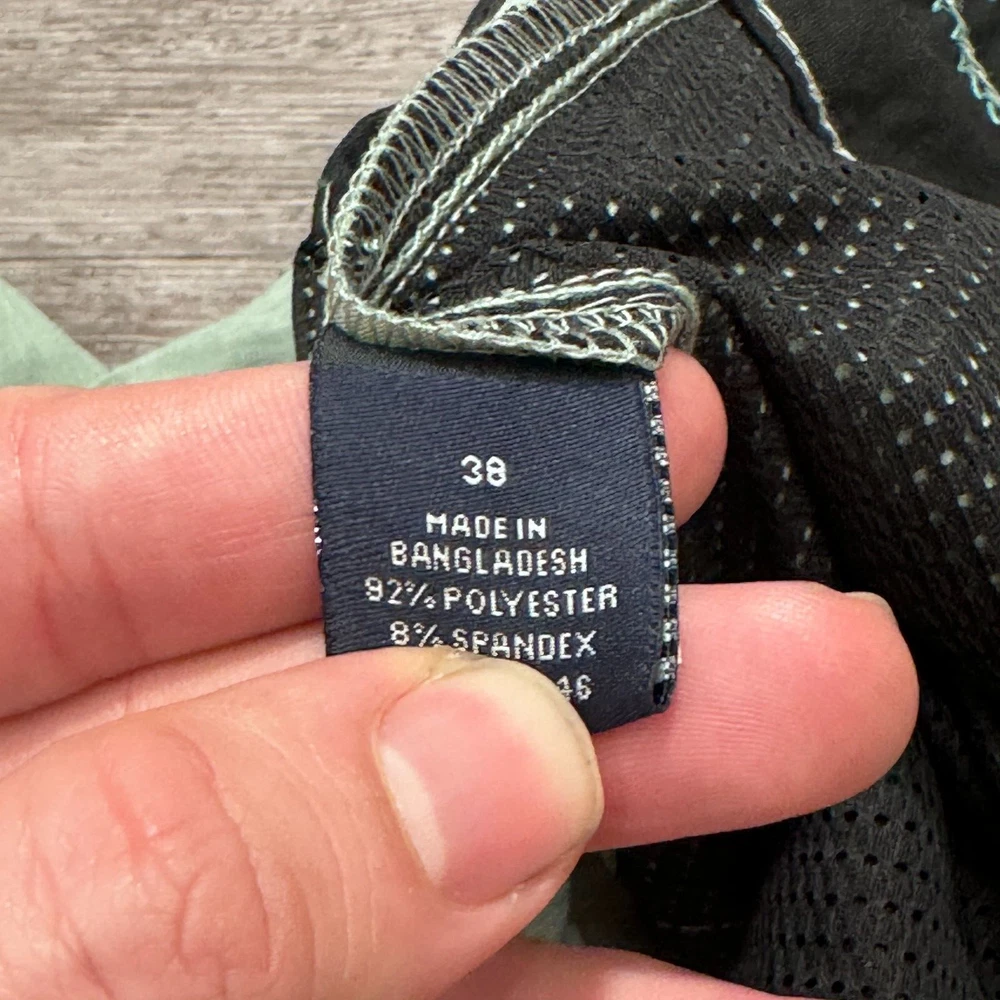 38
MADE IN
BANGLADESH
92% POLYESTER
8% SPANDEX